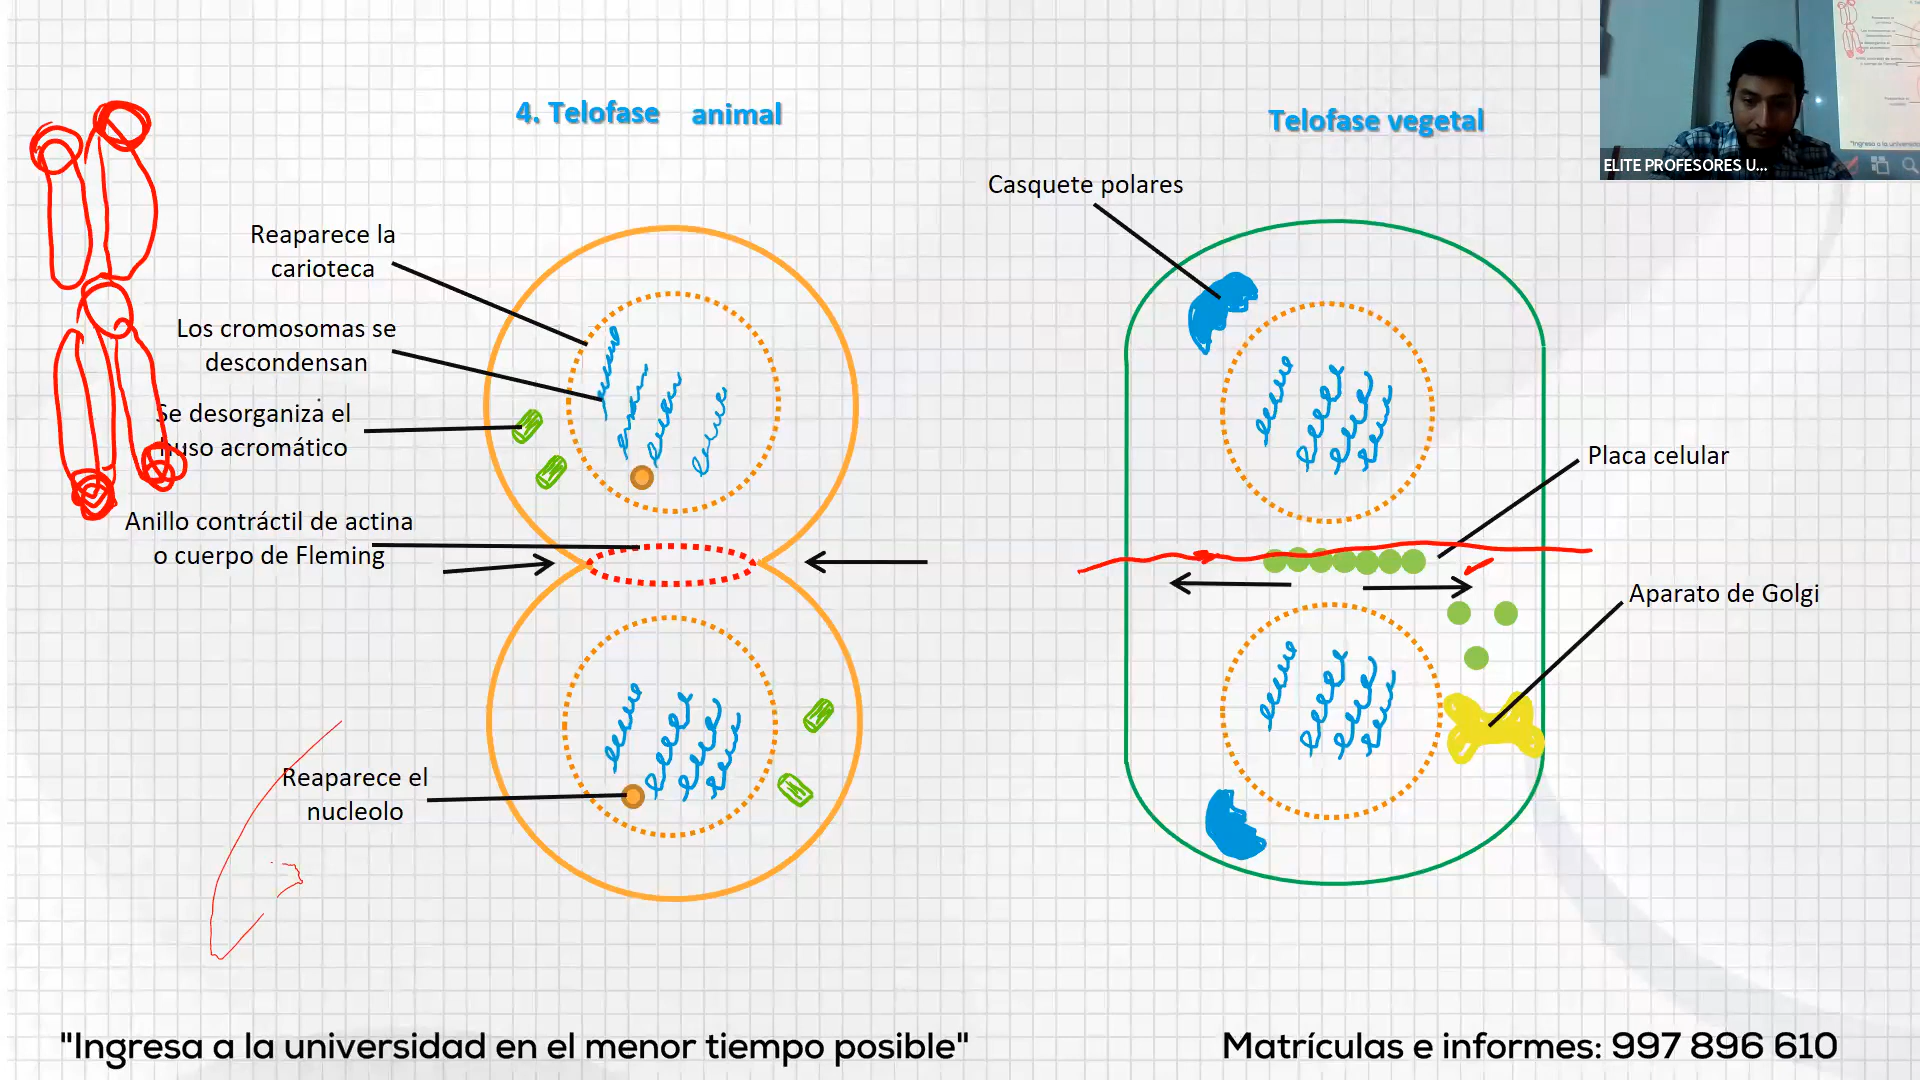 4. Telofase animal
Telofase vegetal
ELITE PROFESORES U...
Casquete polares
Reaparece la
carioteca
Los cromosomas se
descondensan
Se desorganiza el
huso acromático
Anillo contráctil de actina
o cuerpo de Fleming
Reaparece el
nucleolo
Placa celular
Aparato de Golgi
"Ingresa a la universidad en el menor tiempo posible"
Matrículas e informes: 997 896 610